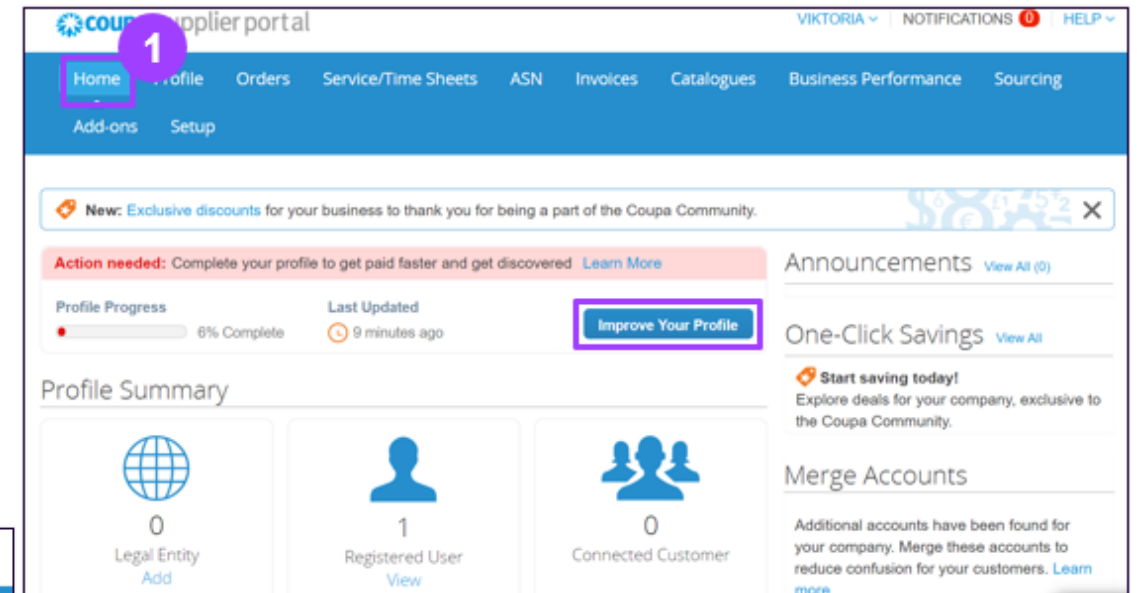 coupa supplier portal
VIKTORIA NOTIFICATIONS 0 HELP
1
Home Profile Orders Service/Time Sheets ASN Invoices Catalogues Business Performance Sourcing
Add-ons Setup
New: Exclusive discounts for your business to thank you for being a part of the Coupa Community.
Action needed: Complete your profile to get paid faster and get discovered Learn More
Profile Progress
6% Complete
Last Updated
9 minutes ago
Improve Your Profile
Profile Summary
0
Legal Entity
Add
1
Registered User
View
0
Connected Customer
Announcements View All (0)
One-Click Savings View All
Start saving today!
Explore deals for your company, exclusive to
the Coupa Community.
Merge Accounts
Additional accounts have been found for
your company. Merge these accounts to
reduce confusion for your customers. Learn
more